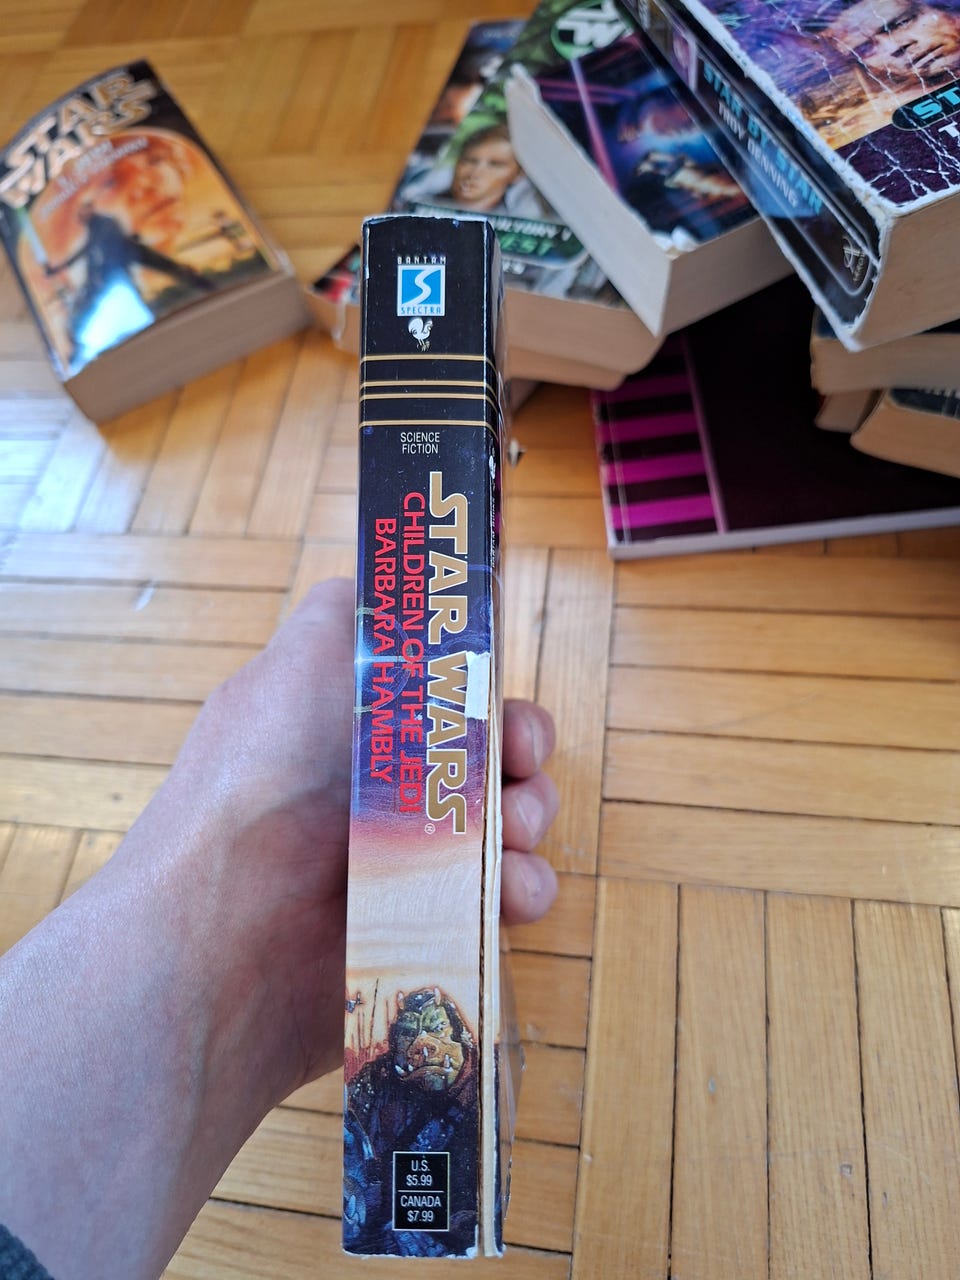 BANTAM
SPECTRA
SCIENCE
FICTION
STAR WARS®
CHILDREN OF THE JEDI
BARBARA HAMBLY
U.S.
$5.99
CANADA
$7.99
STAR
WARS
STAR BY STAR
TROY DENNING